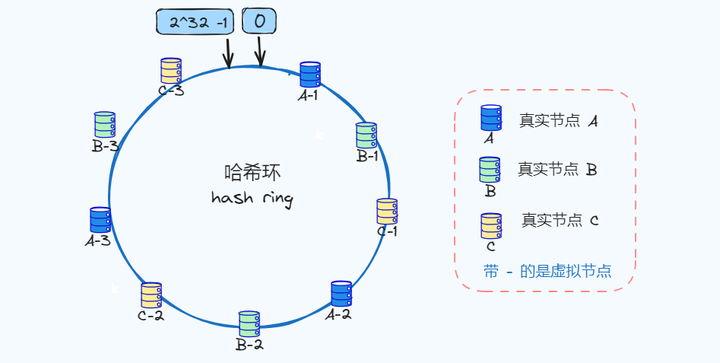 2^32 -1
0
C-3
A-1
B-3
B-1
哈希环
hash ring
C-1
A-3
C-2
A-2
B-2
A
真实节点 A
B
真实节点 B
C
真实节点 C
带 - 的是虚拟节点